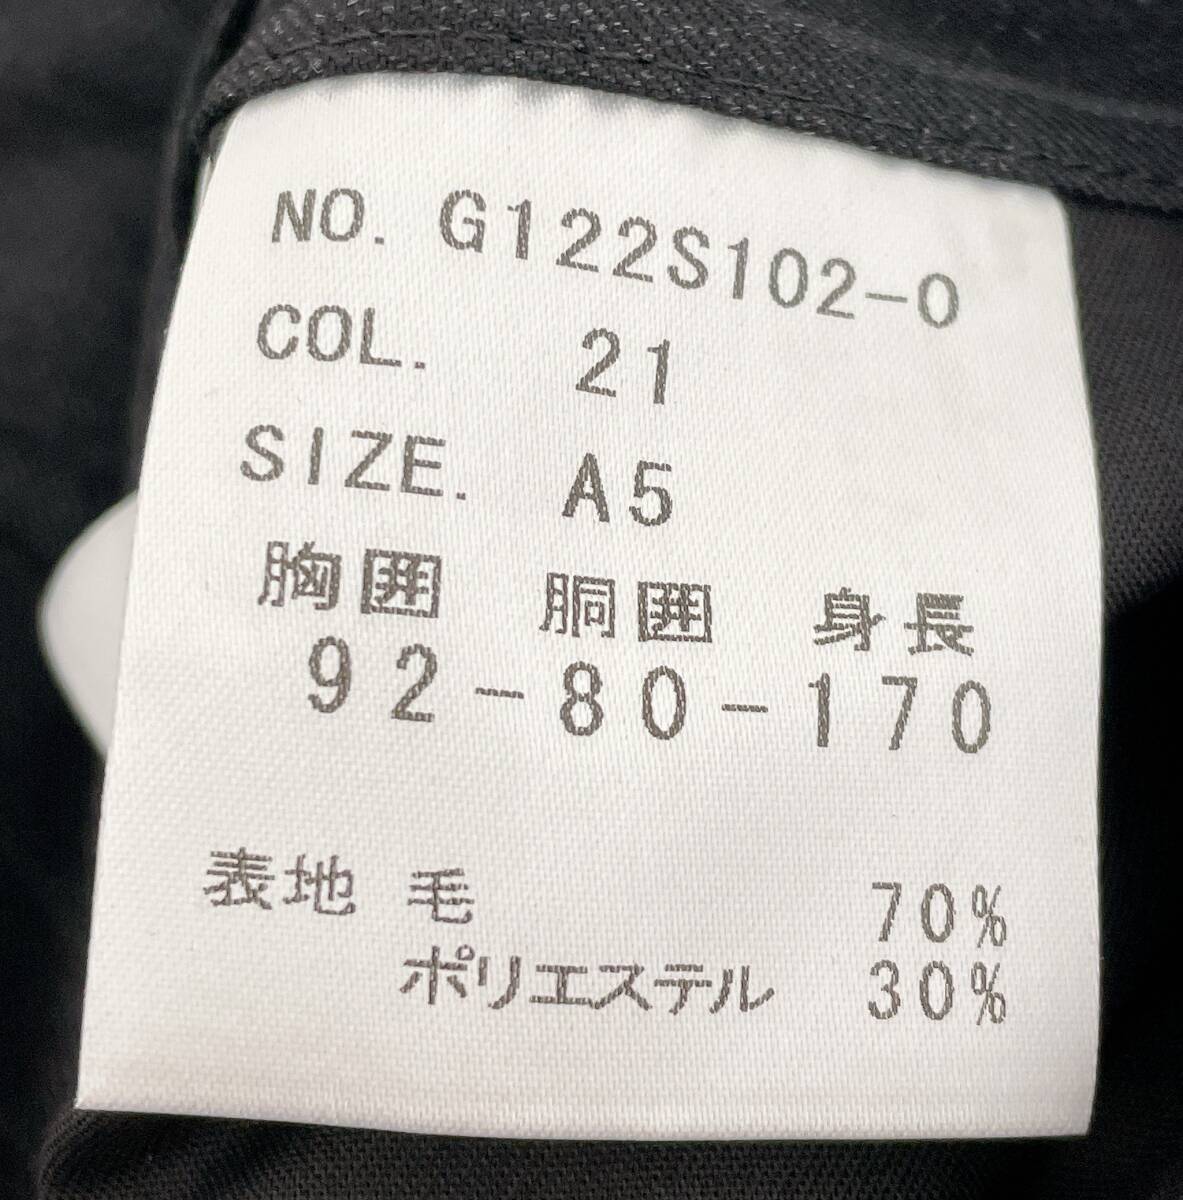 NO. G122S102-0
COL. 21
SIZE. A5
胸囲 胴囲 身長
92-80-170
表地 毛 70%
ポリエステル 30%